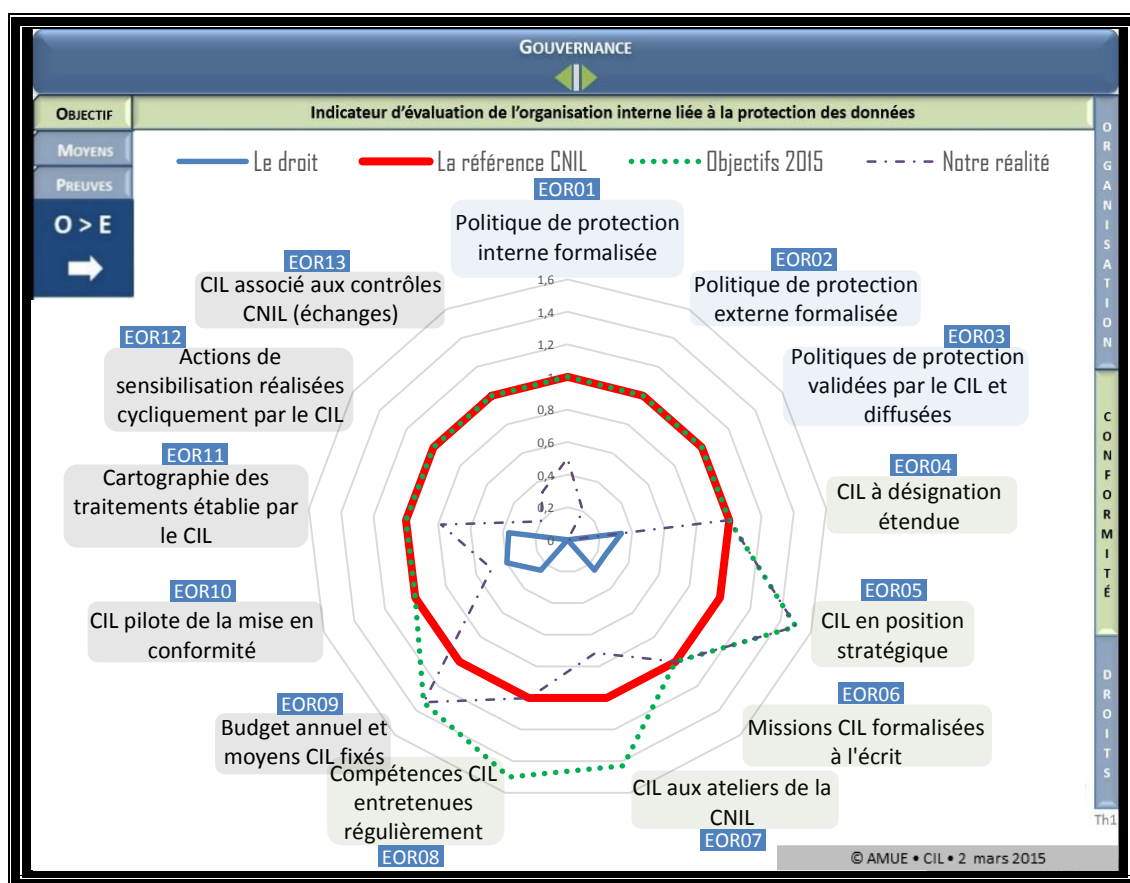 GOUVERNANCE
OBJECTIF
Indicateur d'évaluation de l'organisation interne liée à la protection des données
MOYENS
PREUVES
O > E
Le droit
La référence CNIL
Objectifs 2015
Notre réalité
EOR01
Politique de protection
interne formalisée
EOR02
Politique de protection
externe formalisée
EOR03
Politiques de protection
validées par le CIL et
diffusées
EOR04
CIL à désignation
étendue
EOR05
CIL en position
stratégique
EOR06
Missions CIL formalisées
à l'écrit
CIL aux ateliers de la
CNIL
EOR07
Compétences CIL
entretenues
régulièrement
EOR08
EOR09
Budget annuel et
moyens CIL fixés
EOR10
CIL pilote de la mise en
conformité
EOR11
Cartographie des
traitements établie par
le CIL
EOR12
Actions de
sensibilisation réalisées
cycliquement par le CIL
EOR13
CIL associé aux contrôles
CNIL (échanges)
1,6
1,4
1,2
1
0,8
0,6
0,4
0,2
0
ORGANISATION
CONFORMITÉ
DROITS
Th1
© AMUE • CIL • 2 mars 2015